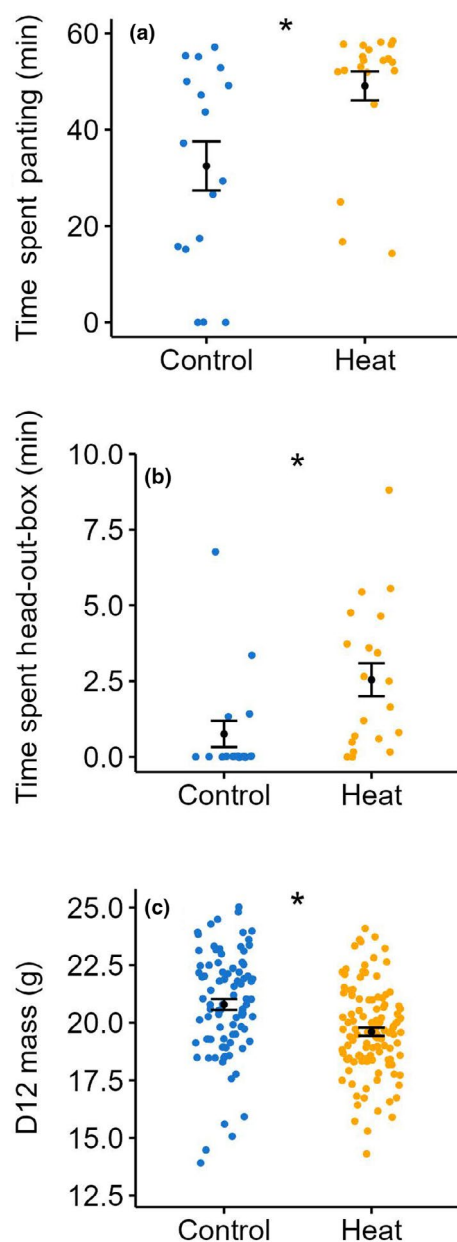 (a)
*
Time spent panting (min)
60
40
20
0
Control Heat
(b)
*
Time spent head-out-box (min)
10.0
7.5
5.0
2.5
0.0
Control Heat
(c)
*
D12 mass (g)
25.0
22.5
20.0
17.5
15.0
12.5
Control Heat